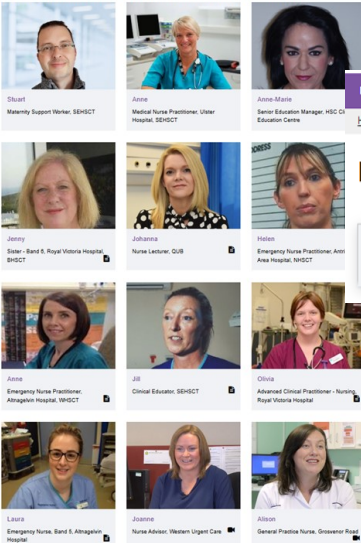 Stuart
Maternity Support Worker, SEHSCT
Anne
Medical Nurse Practitioner, Ulster
Hospital, SEHSCT
Anne-Marie
Senior Education Manager, HSC Cl
Education Centre
Jenny
Sister - Band 6, Royal Victoria Hospital,
BHSCT
Johanna
Nurse Lecturer, QUB
Helen
Emergency Nurse Practitioner, Antri
Area Hospital, NHSCT
Anne
Emergency Nurse Practitioner,
Altnagelvin Hospital, WHSCT
Jill
Clinical Educator, SEHSCT
Olivia
Advanced Clinical Practitioner - Nursing,
Royal Victoria Hospital
Laura
Emergency Nurse, Band 5, Altnagelvin
Hospital
Joanne
Nurse Advisor, Western Urgent Care
Alison
General Practice Nurse, Grosvenor Road